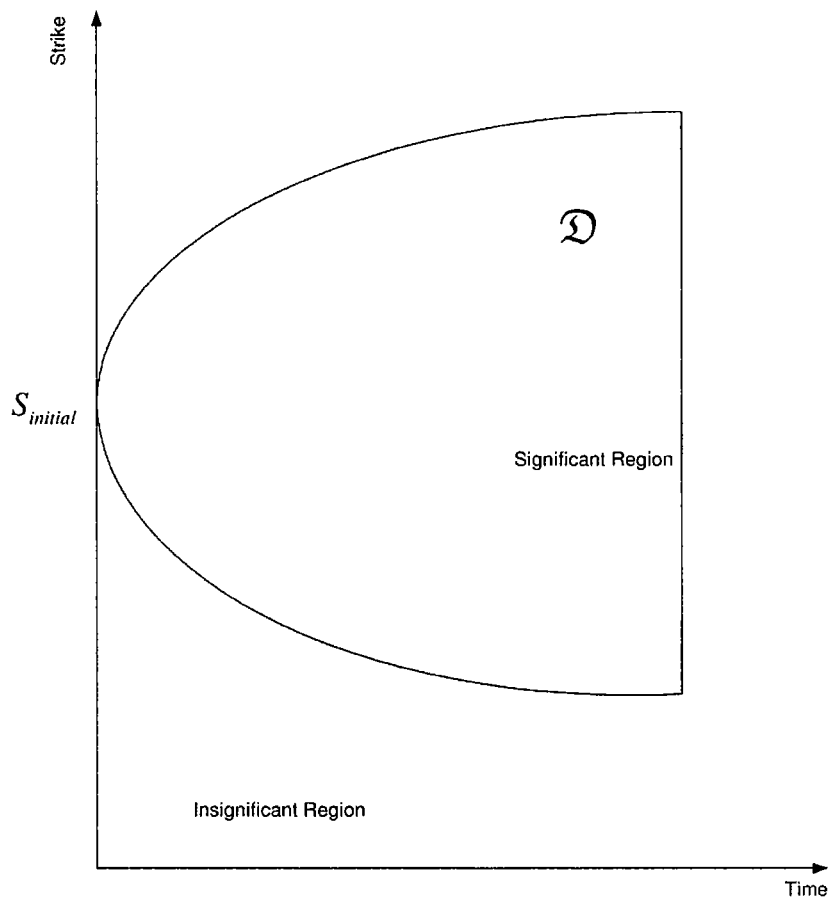 Strike
𝔇
S_initial
Significant Region
Insignificant Region
Time